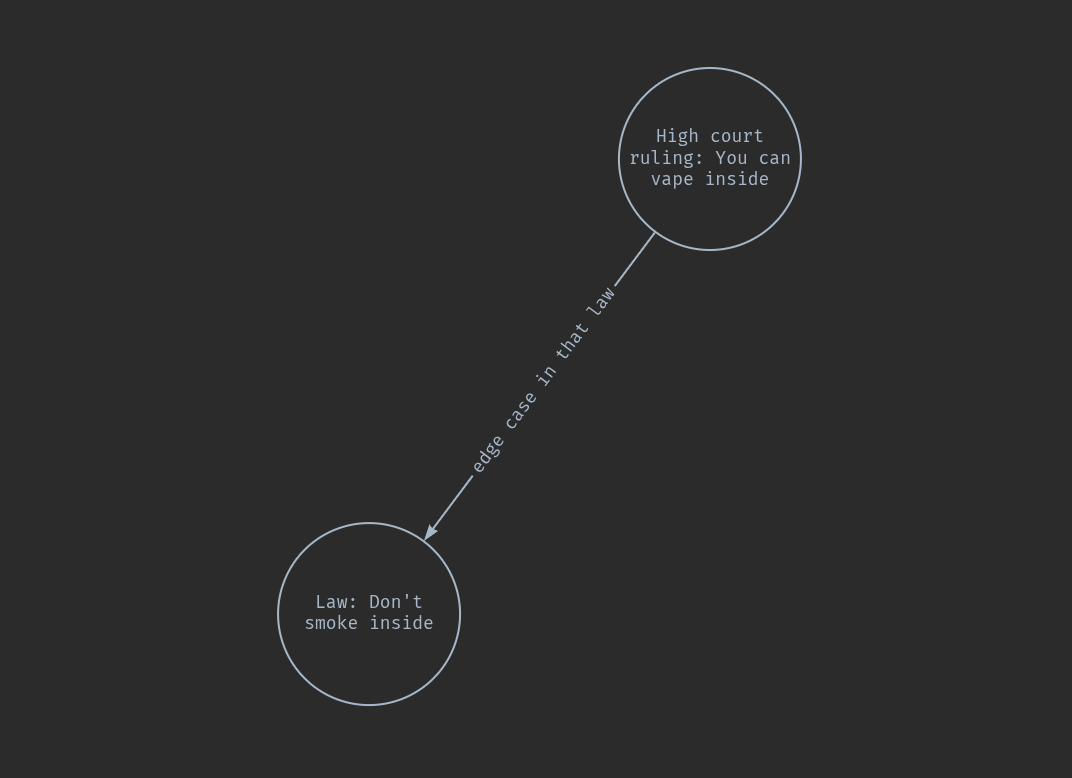 High court
ruling: You can
vape inside
edge case in that law
Law: Don't
smoke inside